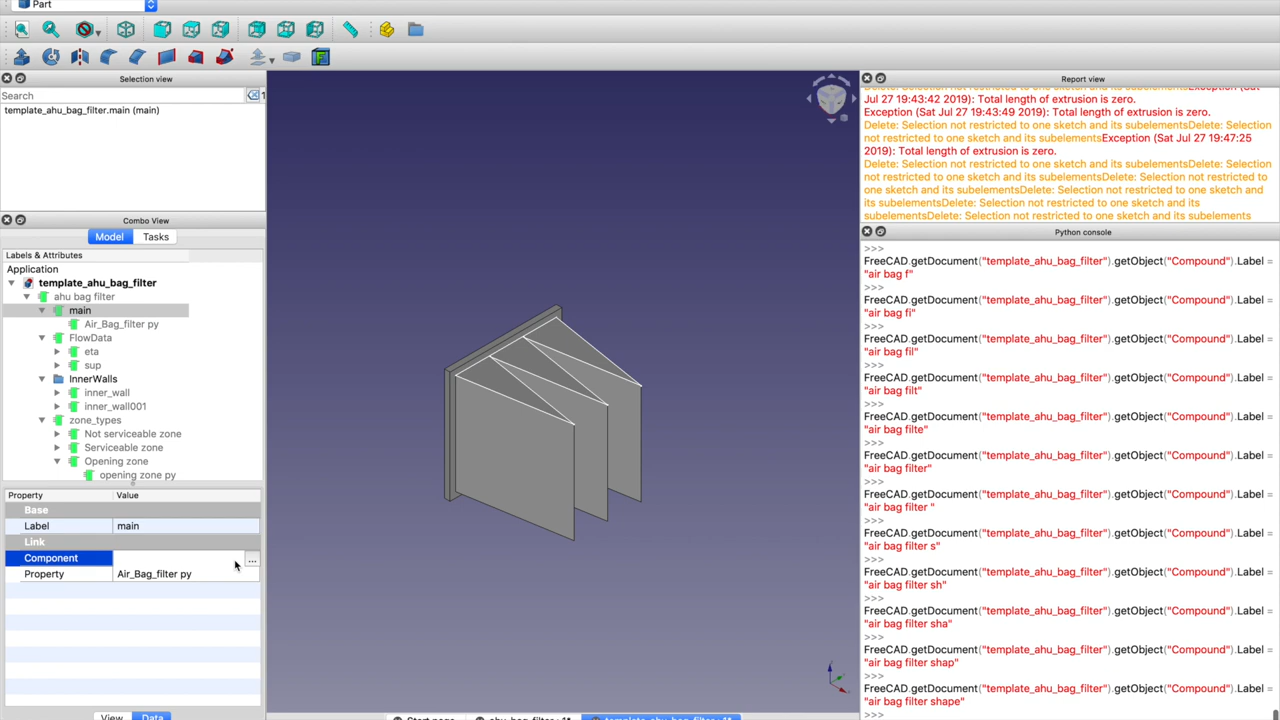 Part
Selection view
Search
1
template_ahu_bag_filter.main (main)
Combo View
Model
Tasks
Labels & Attributes
Application
template_ahu_bag_filter
ahu bag filter
main
Air_Bag_filter py
FlowData
eta
sup
InnerWalls
inner_wall
inner_wall001
zone_types
Not serviceable zone
Serviceable zone
Opening zone
opening zone py
Property Value
Base
Label main
Link
Component ...
Property Air_Bag_filter py
View Data
Start page
template_ahu_bag_filter : 1*
Report view
Delete: Selection not restricted to one sketch and its subelementsException (Sat
Jul 27 19:43:42 2019): Total length of extrusion is zero.
Exception (Sat Jul 27 19:43:49 2019): Total length of extrusion is zero.
Delete: Selection not restricted to one sketch and its subelementsDelete: Selection
not restricted to one sketch and its subelementsException (Sat Jul 27 19:47:25
2019): Total length of extrusion is zero.
Delete: Selection not restricted to one sketch and its subelementsDelete: Selection
not restricted to one sketch and its subelementsDelete: Selection not restricted to
one sketch and its subelementsDelete: Selection not restricted to one sketch and
its subelementsDelete: Selection not restricted to one sketch and its
subelementsDelete: Selection not restricted to one sketch and its subelements
Python console
>>>
FreeCAD.getDocument("template_ahu_bag_filter").getObject("Compound").Label =
"air bag f"
>>>
FreeCAD.getDocument("template_ahu_bag_filter").getObject("Compound").Label =
"air bag fi"
>>>
FreeCAD.getDocument("template_ahu_bag_filter").getObject("Compound").Label =
"air bag fil"
>>>
FreeCAD.getDocument("template_ahu_bag_filter").getObject("Compound").Label =
"air bag filt"
>>>
FreeCAD.getDocument("template_ahu_bag_filter").getObject("Compound").Label =
"air bag filte"
>>>
FreeCAD.getDocument("template_ahu_bag_filter").getObject("Compound").Label =
"air bag filter"
>>>
FreeCAD.getDocument("template_ahu_bag_filter").getObject("Compound").Label =
"air bag filter "
>>>
FreeCAD.getDocument("template_ahu_bag_filter").getObject("Compound").Label =
"air bag filter s"
>>>
FreeCAD.getDocument("template_ahu_bag_filter").getObject("Compound").Label =
"air bag filter sh"
>>>
FreeCAD.getDocument("template_ahu_bag_filter").getObject("Compound").Label =
"air bag filter sha"
>>>
FreeCAD.getDocument("template_ahu_bag_filter").getObject("Compound").Label =
"air bag filter shap"
>>>
FreeCAD.getDocument("template_ahu_bag_filter").getObject("Compound").Label =
"air bag filter shape"
>>>